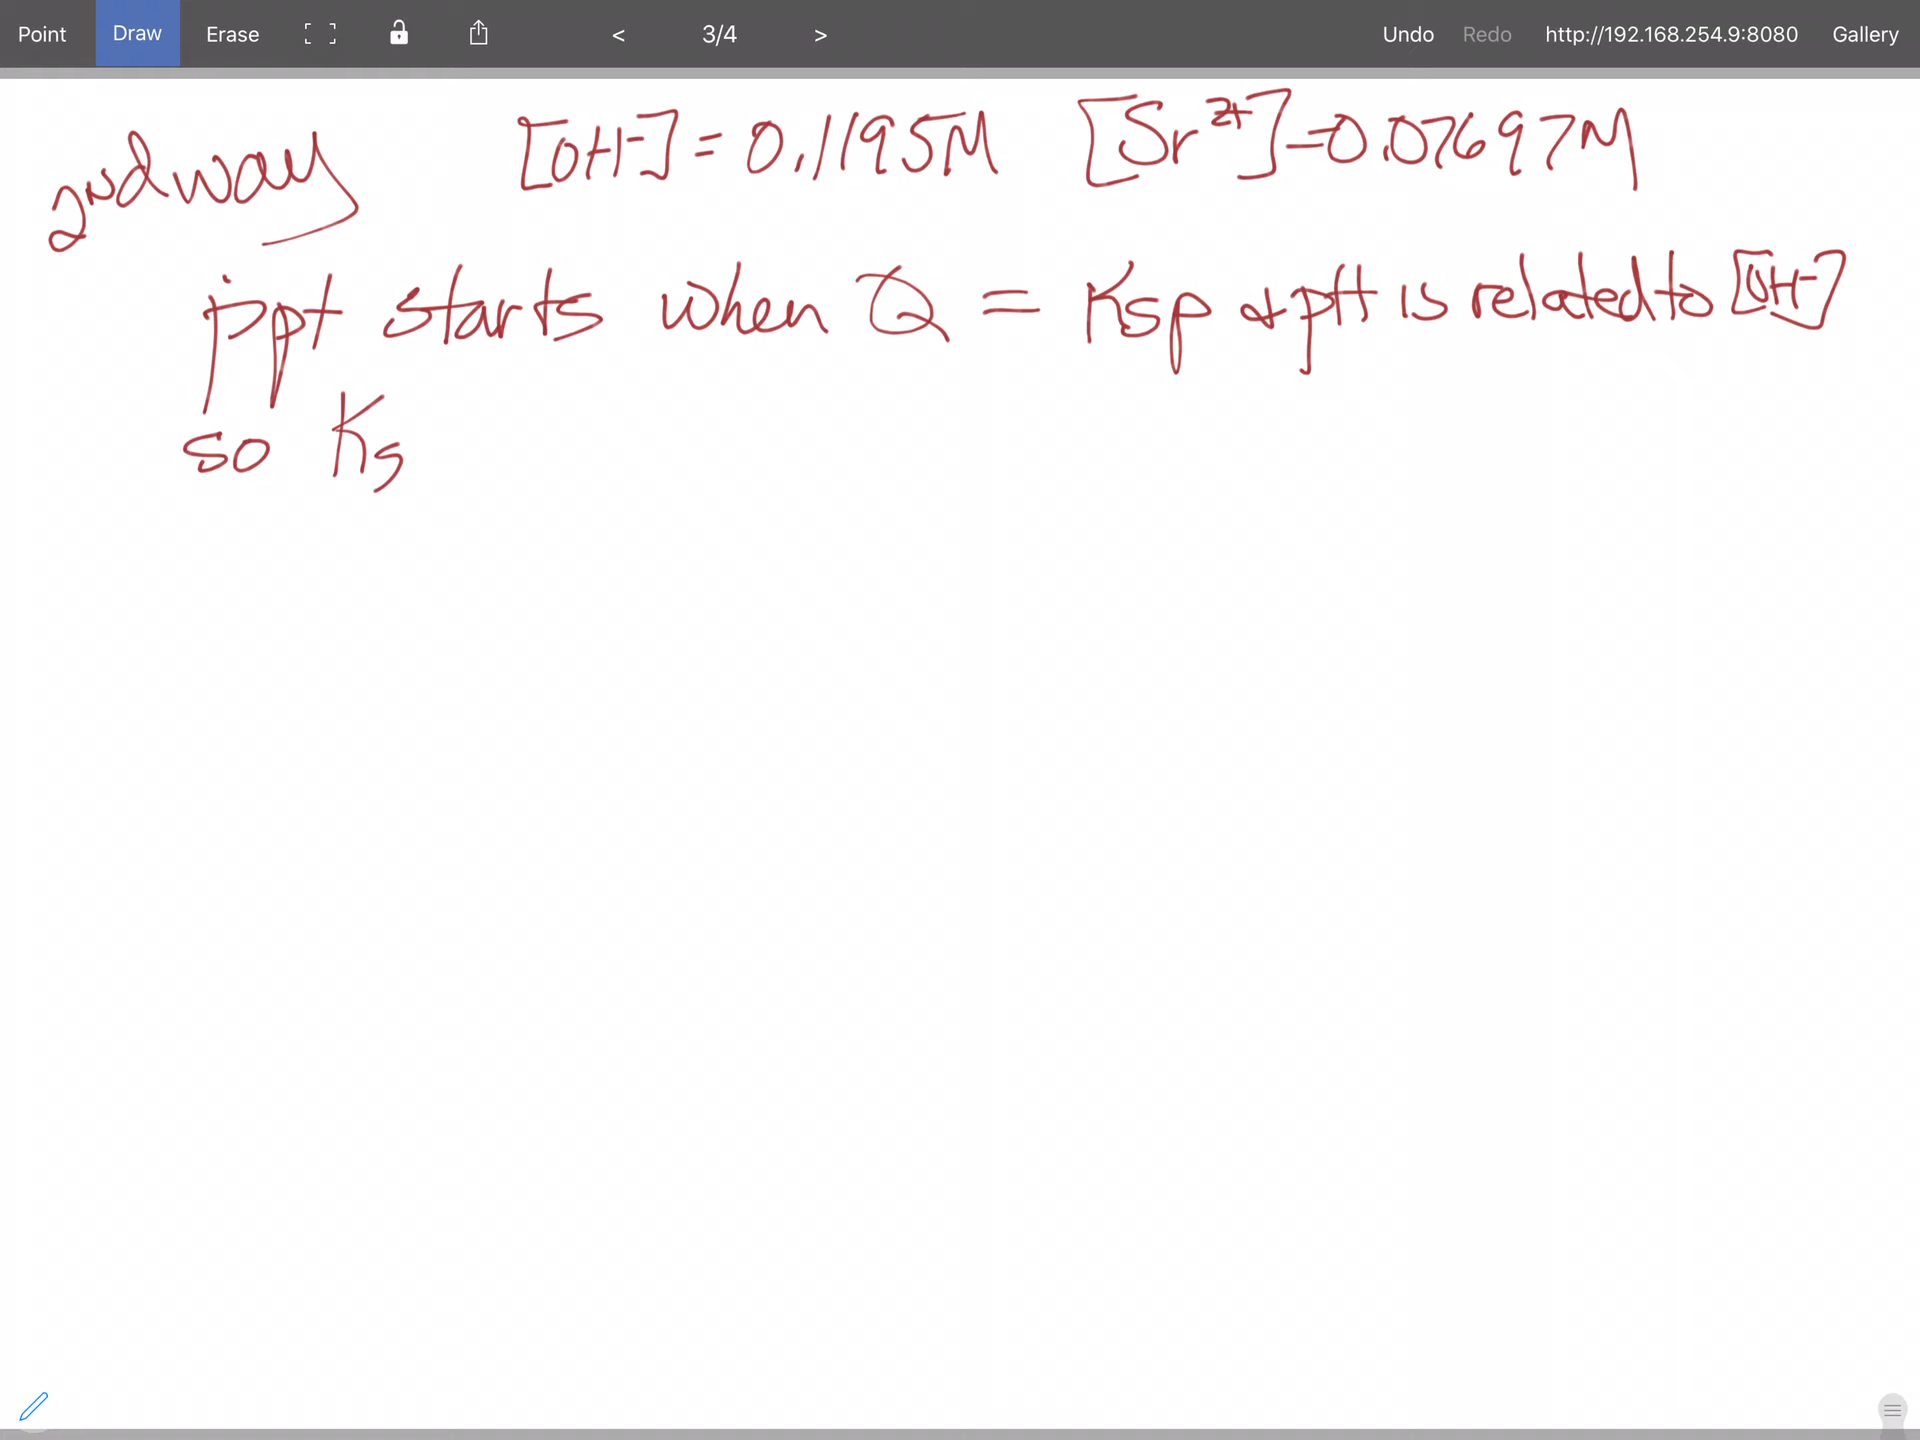 Point Draw Erase < 3/4 > Undo Redo http://192.168.254.9:8080 Gallery
2nd way [OH-] = 0.1195M [Sr2+]=0.07697M
ppt starts when Q = Ksp & pH is related to [OH-]
so Ks